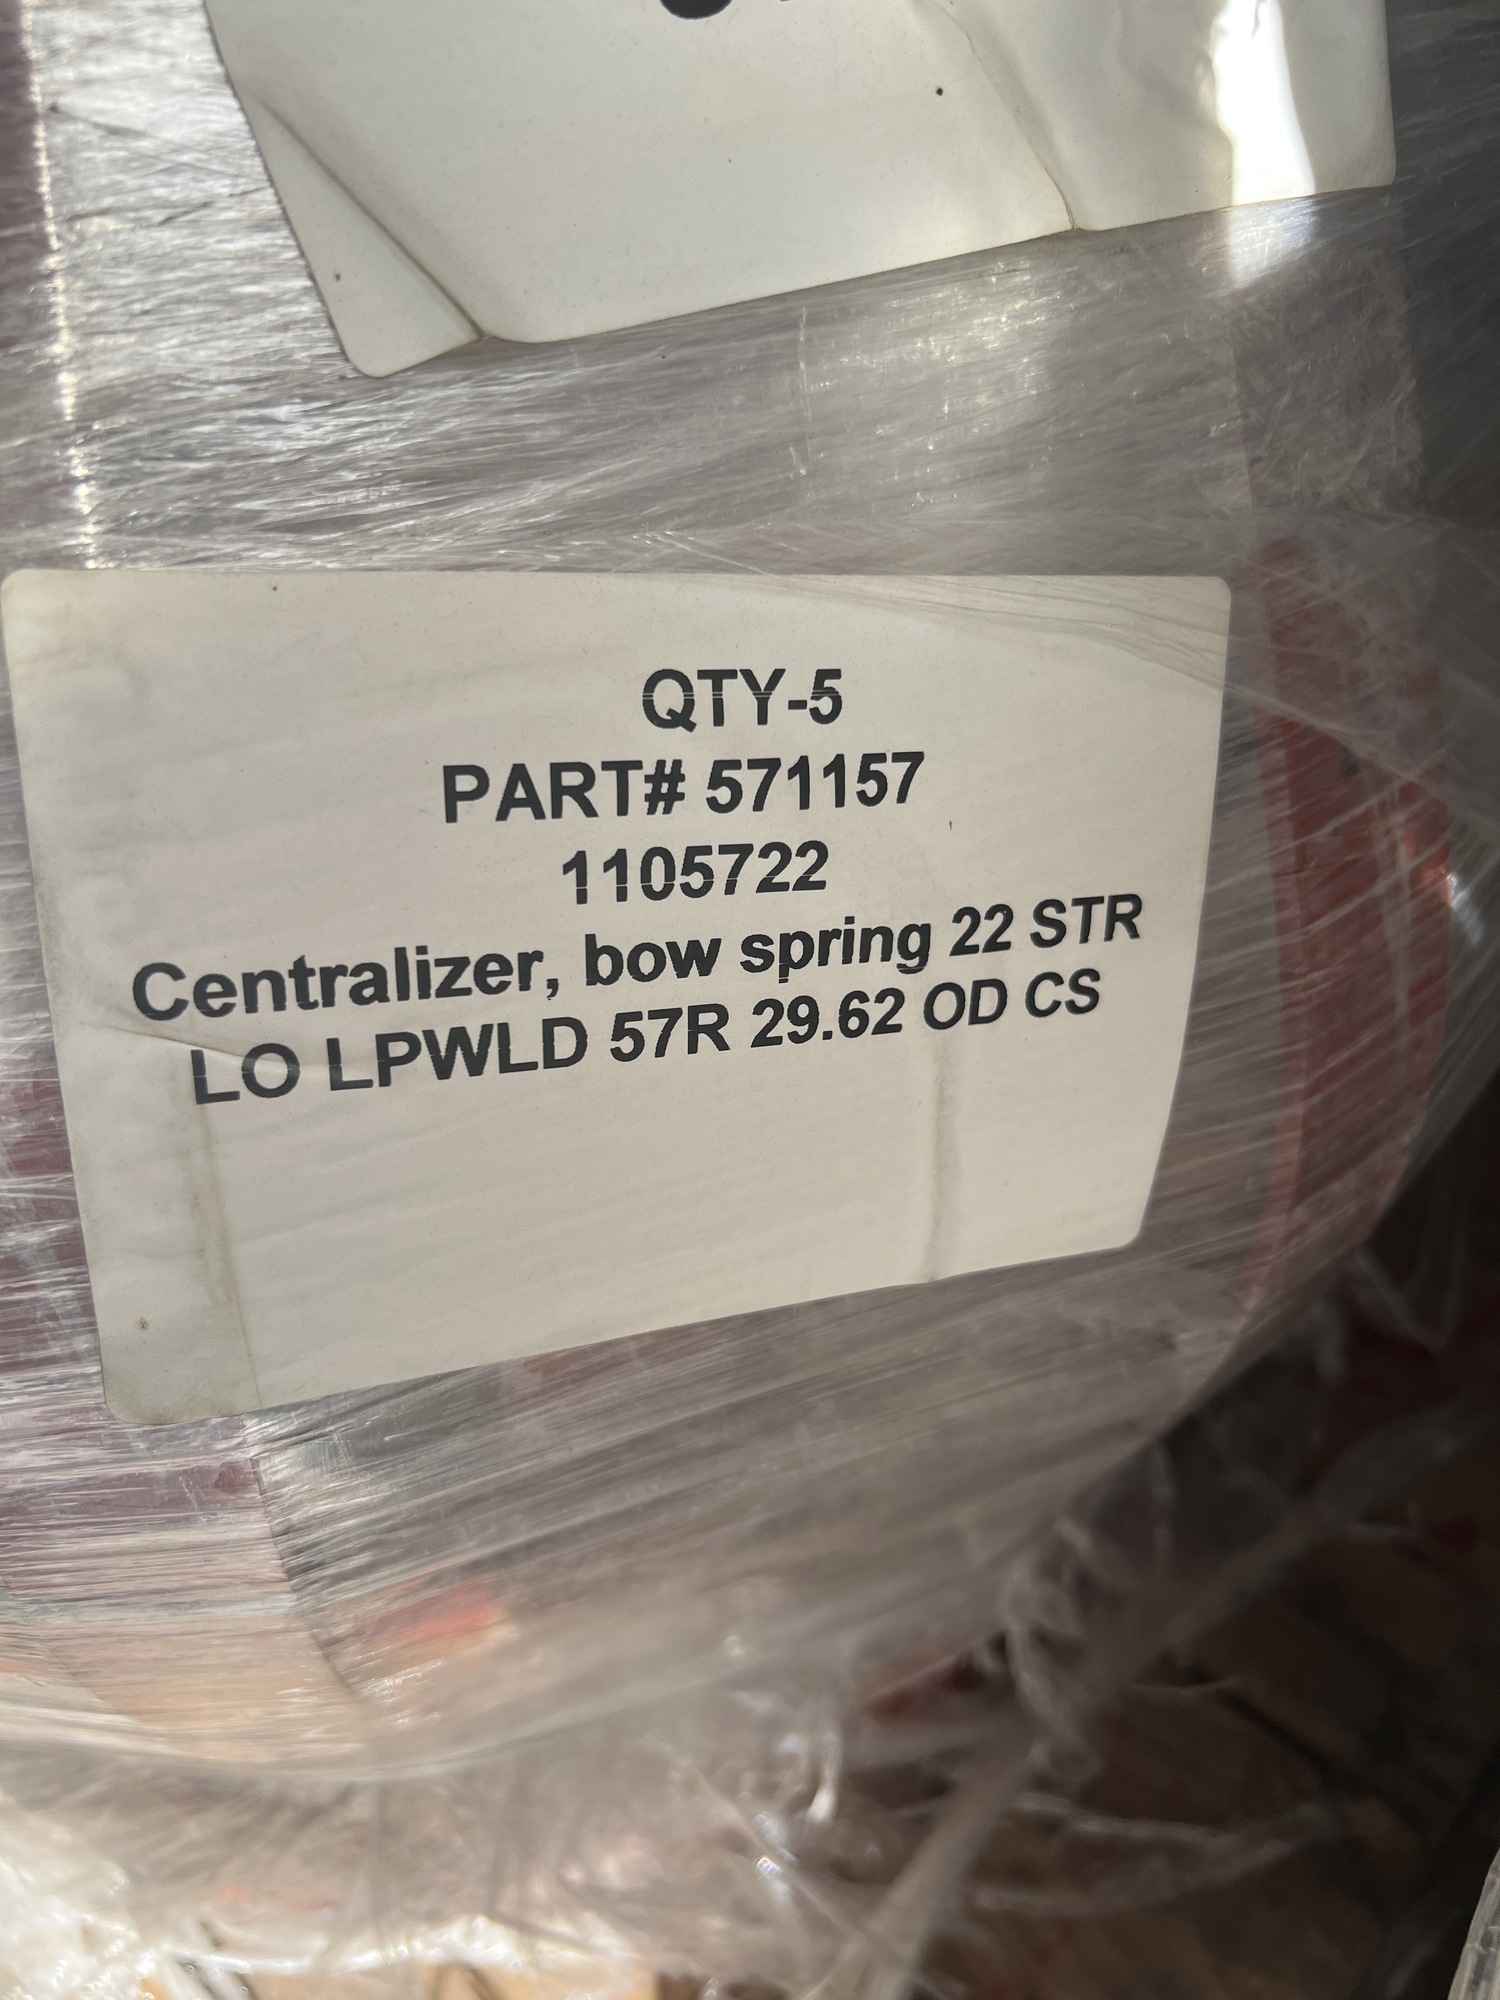 QTY-5
PART# 571157
1105722
Centralizer, bow spring 22 STR
LO LPWLD 57R 29.62 OD CS